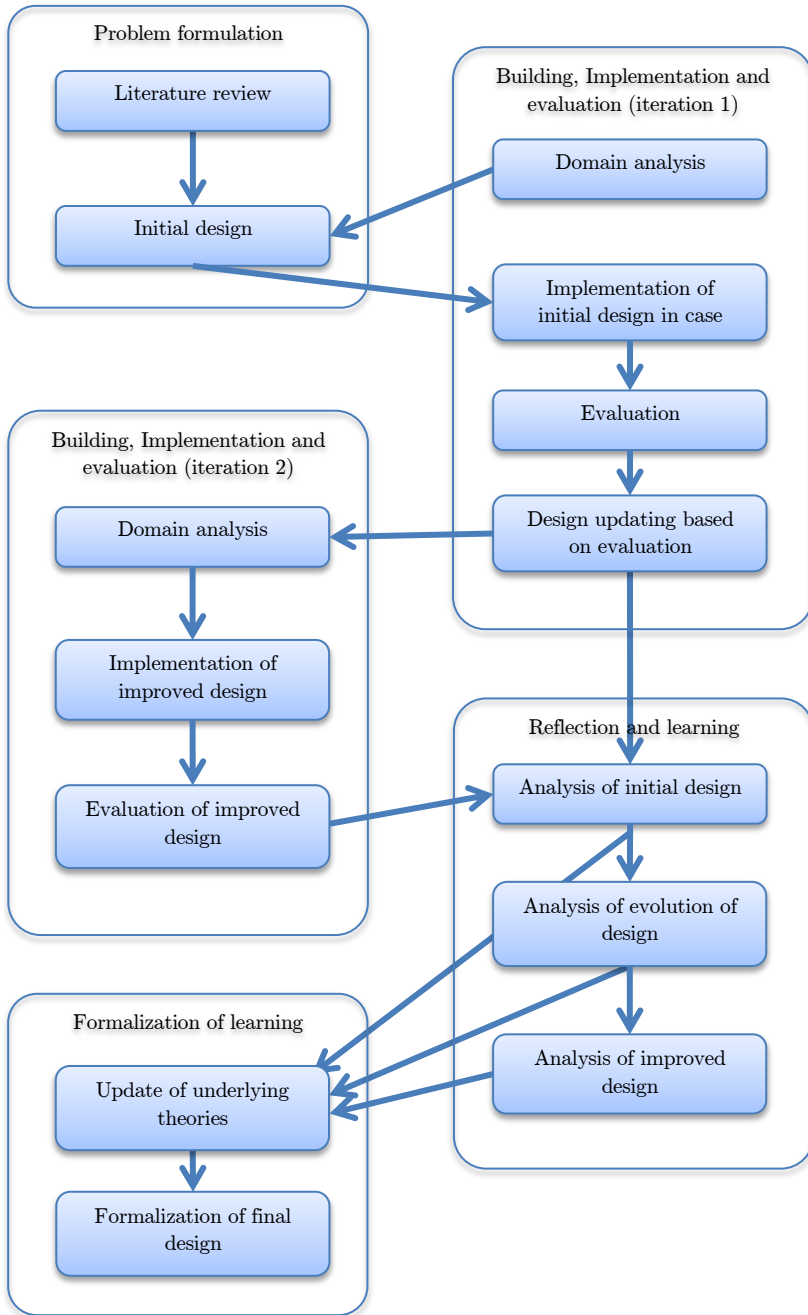 Problem formulation
Literature review
Initial design
Building, Implementation and
evaluation (iteration 1)
Domain analysis
Implementation of
initial design in case
Evaluation
Design updating based
on evaluation
Building, Implementation and
evaluation (iteration 2)
Domain analysis
Implementation of
improved design
Evaluation of improved
design
Reflection and learning
Analysis of initial design
Analysis of evolution of
design
Analysis of improved
design
Formalization of learning
Update of underlying
theories
Formalization of final
design